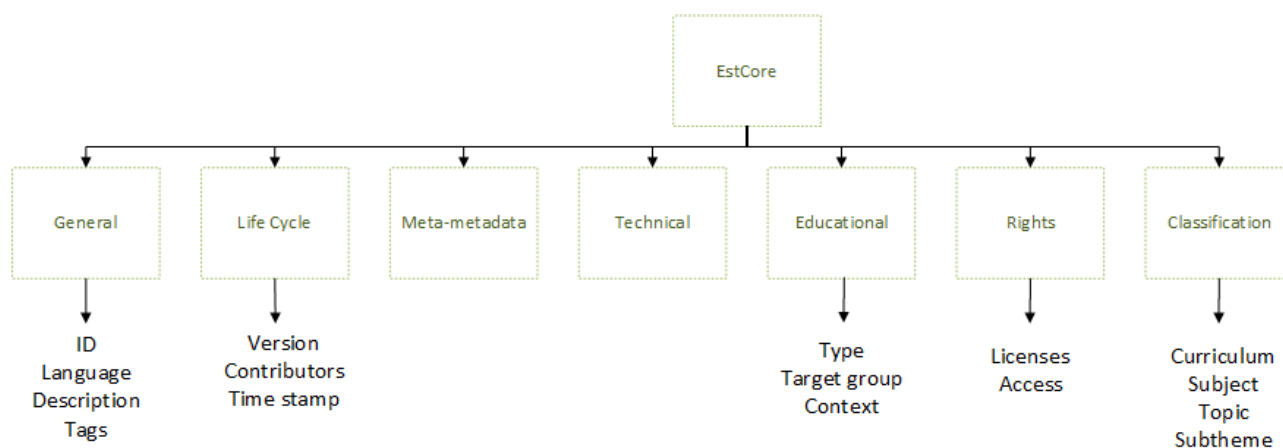 EstCore
General
Life Cycle
Meta-metadata
Technical
Educational
Rights
Classification
ID
Language
Description
Tags
Version
Contributors
Time stamp
Type
Target group
Context
Licenses
Access
Curriculum
Subject
Topic
Subtheme